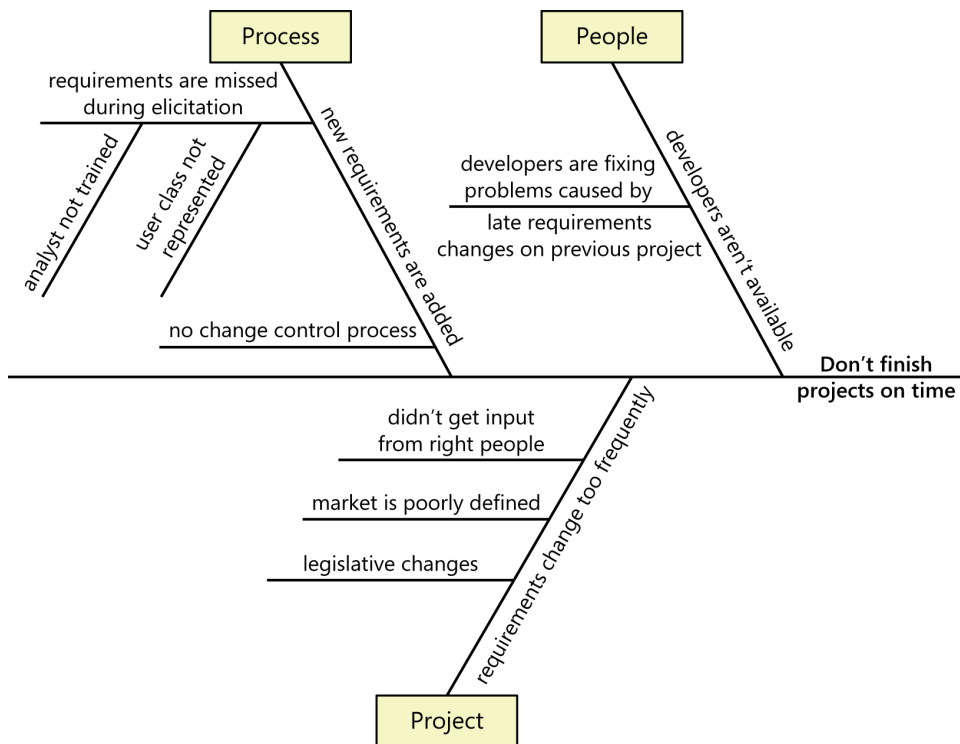 Process
People
requirements are missed
during elicitation
new requirements are added
analyst not trained
user class not
represented
no change control process
developers are fixing
problems caused by
late requirements
changes on previous project
developers aren’t available
Don’t finish
projects on time
didn’t get input
from right people
market is poorly defined
legislative changes
requirements change too frequently
Project